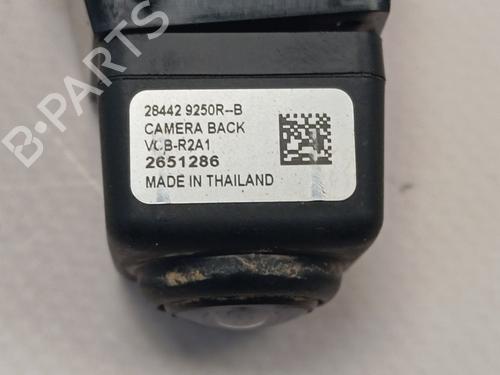 28442 9250R--B
CAMERA BACK
VCB-R2A1
2651286
MADE IN THAILAND
B-PARTS